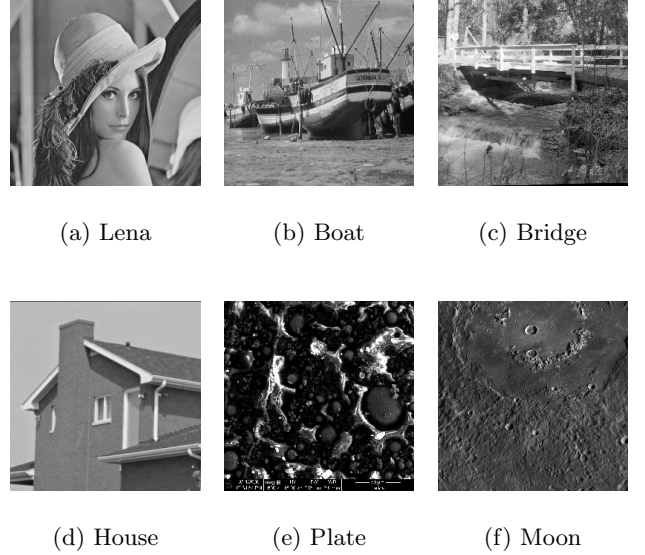 (a) Lena
(b) Boat
(c) Bridge
(d) House
(e) Plate
(f) Moon